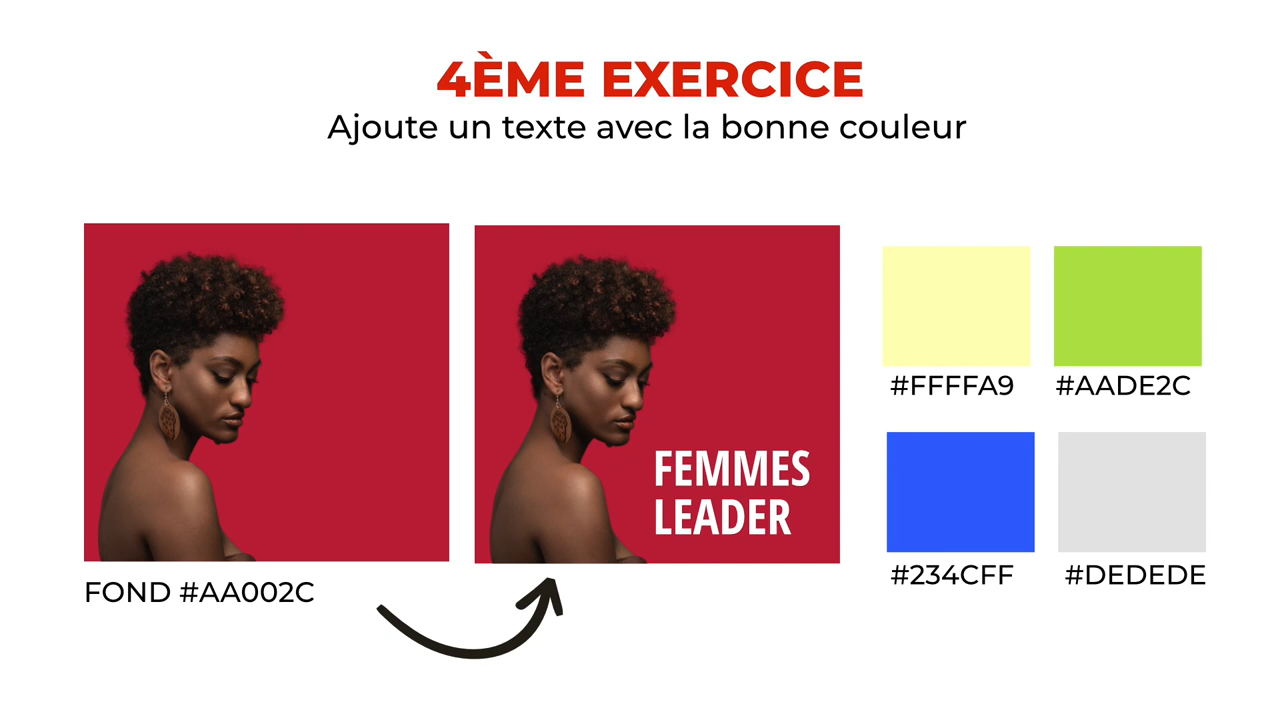 4ÈME EXERCICE
Ajoute un texte avec la bonne couleur
FEMMES
LEADER
#FFFFA9
#AADE2C
#234CFF
#DEDEDE
FOND #AA002C